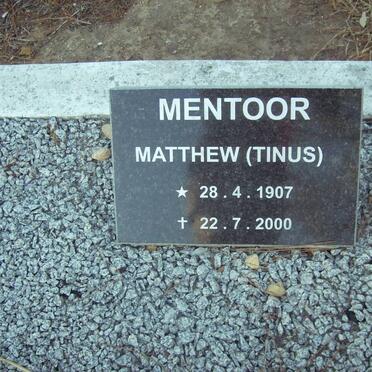 MENTOOR
MATTHEW (TINUS)
★ 28 . 4 . 1907
✝ 22 . 7 . 2000